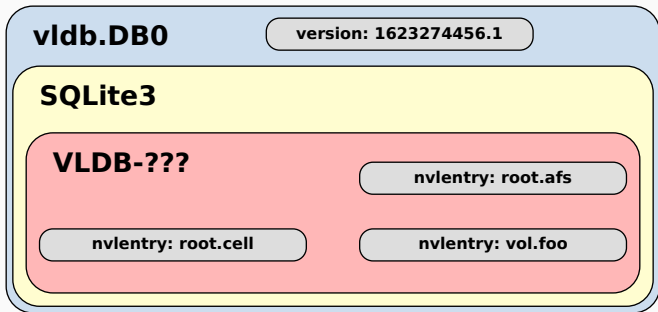 vldb.DB0
version: 1623274456.1
SQLite3
VLDB-???
nvlentry: root.afs
nvlentry: root.cell
nvlentry: vol.foo